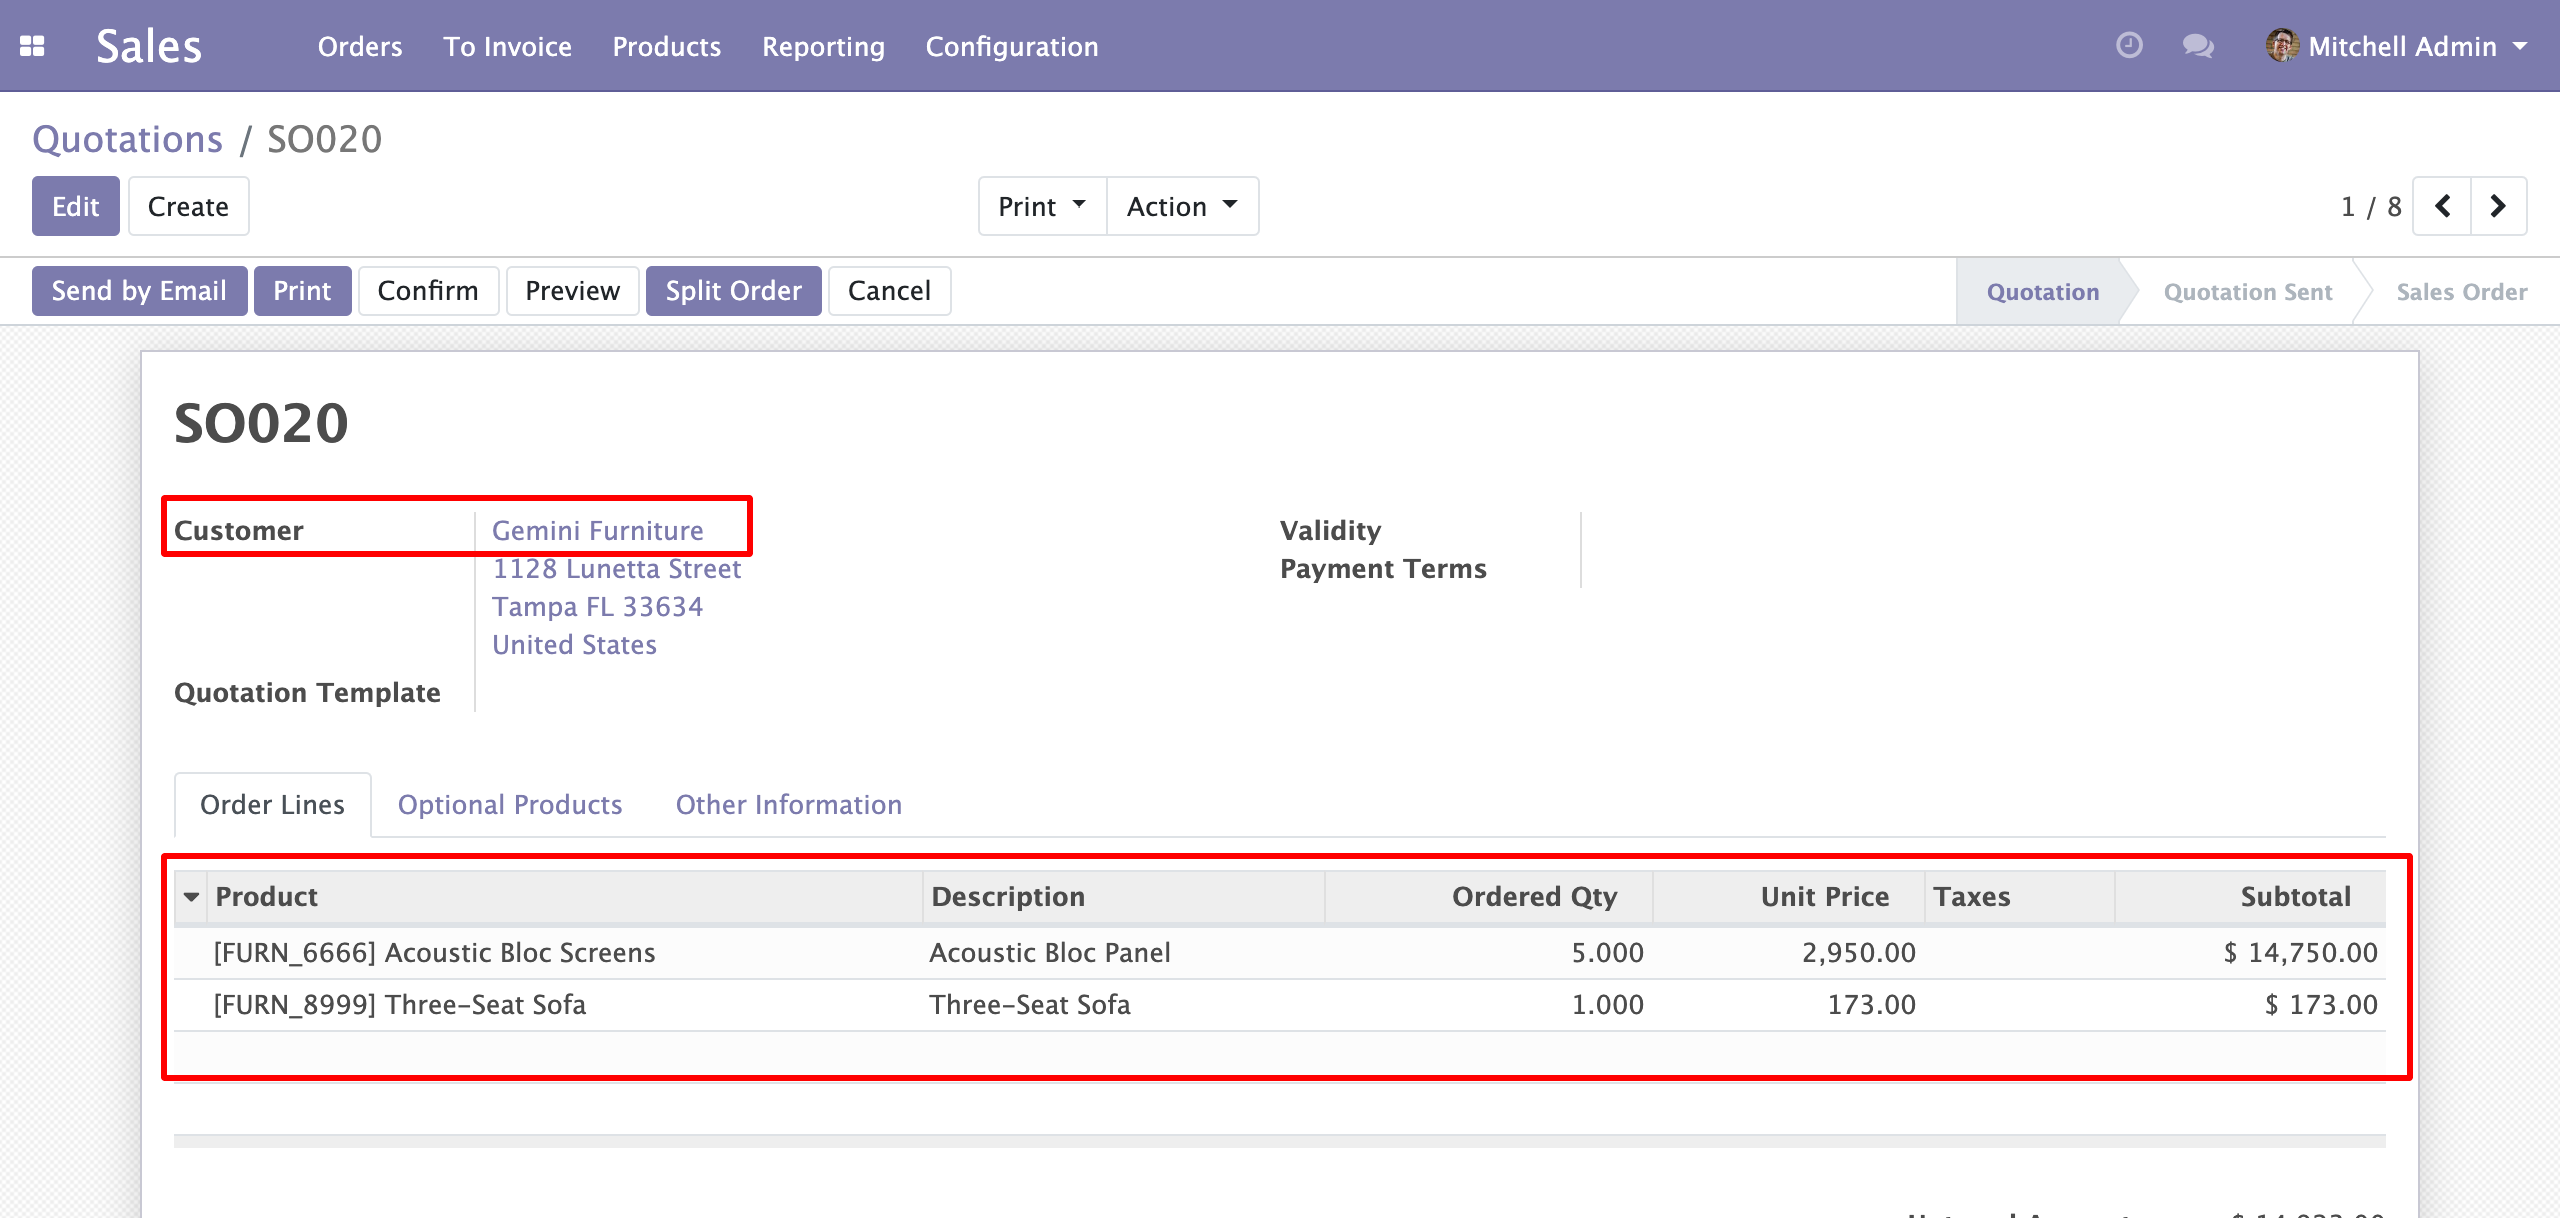 Sales Orders To Invoice Products Reporting Configuration Mitchell Admin
Quotations / SO020
Edit Create Print Action 1 / 8
Send by Email Print Confirm Preview Split Order Cancel Quotation Quotation Sent Sales Order
SO020
Customer Gemini Furniture Validity
1128 Lunetta Street Payment Terms
Tampa FL 33634
United States
Quotation Template
Order Lines Optional Products Other Information
Product Description Ordered Qty Unit Price Taxes Subtotal
[FURN_6666] Acoustic Bloc Screens Acoustic Bloc Panel 5.000 2,950.00 $ 14,750.00
[FURN_8999] Three-Seat Sofa Three-Seat Sofa 1.000 173.00 $ 173.00